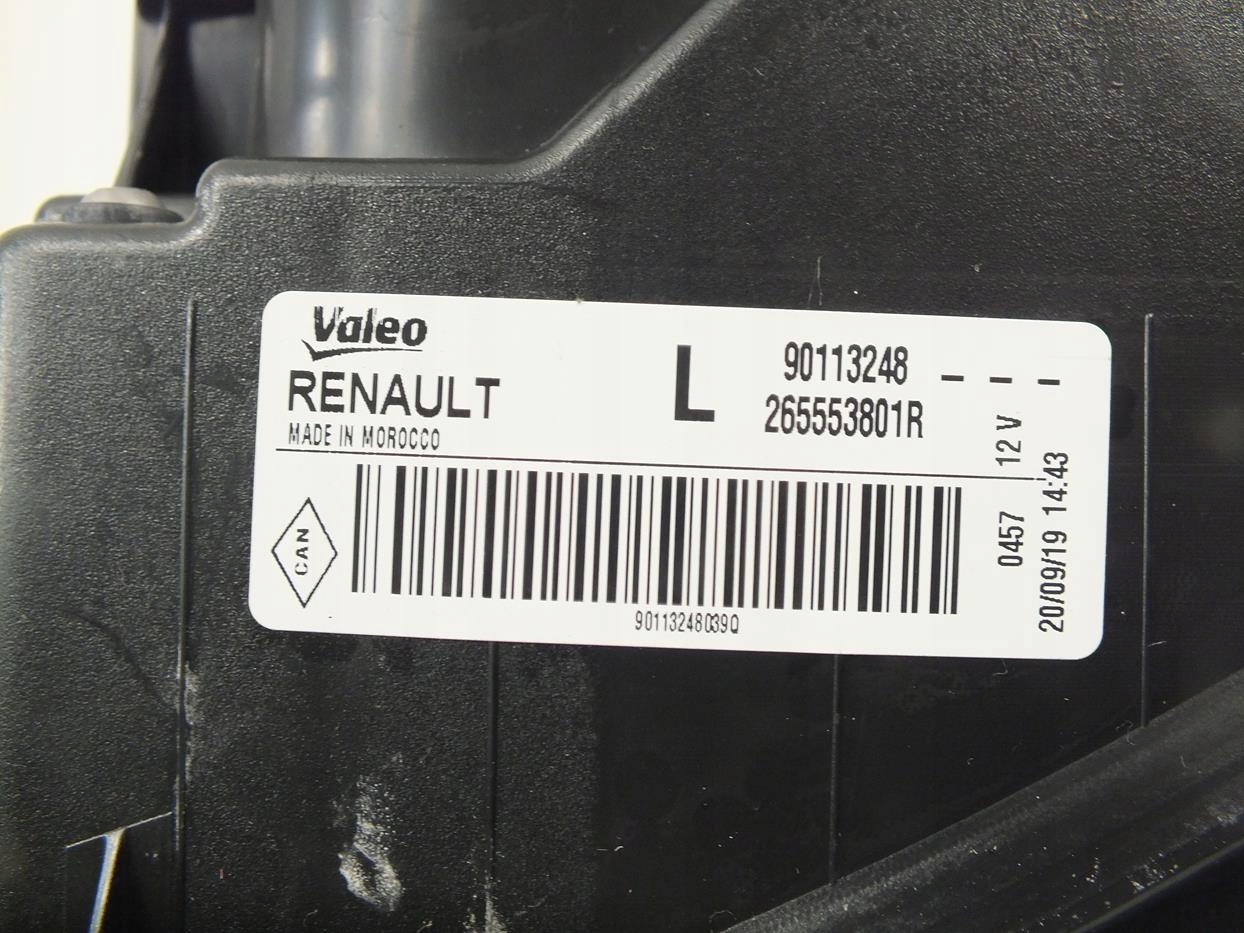 Valeo
RENAULT
MADE IN MOROCCO
L
90113248 - - -
265553801R
12 V
CAN
90113248039Q
0457
20/09/19 14:43